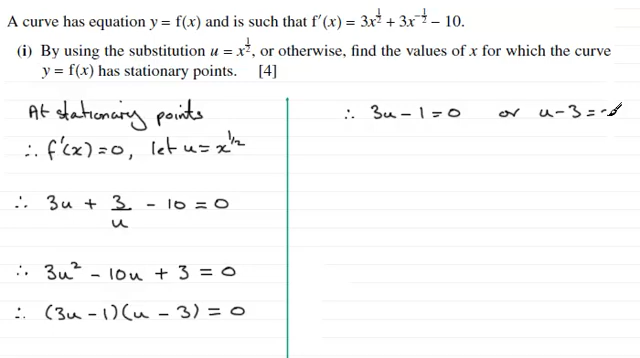 A curve has equation y = f(x) and is such that f′(x) = 3x^{1/2} + 3x^{-1/2} − 10.
(i) By using the substitution u = x^{1/2}, or otherwise, find the values of x for which the curve
y = f(x) has stationary points. [4]
At stationary points
∴ f′(x) = 0, let u = x^{1/2}
∴ 3u + 3/u − 10 = 0
∴ 3u² − 10u + 3 = 0
∴ (3u − 1)(u − 3) = 0
∴ 3u − 1 = 0 or u − 3 =